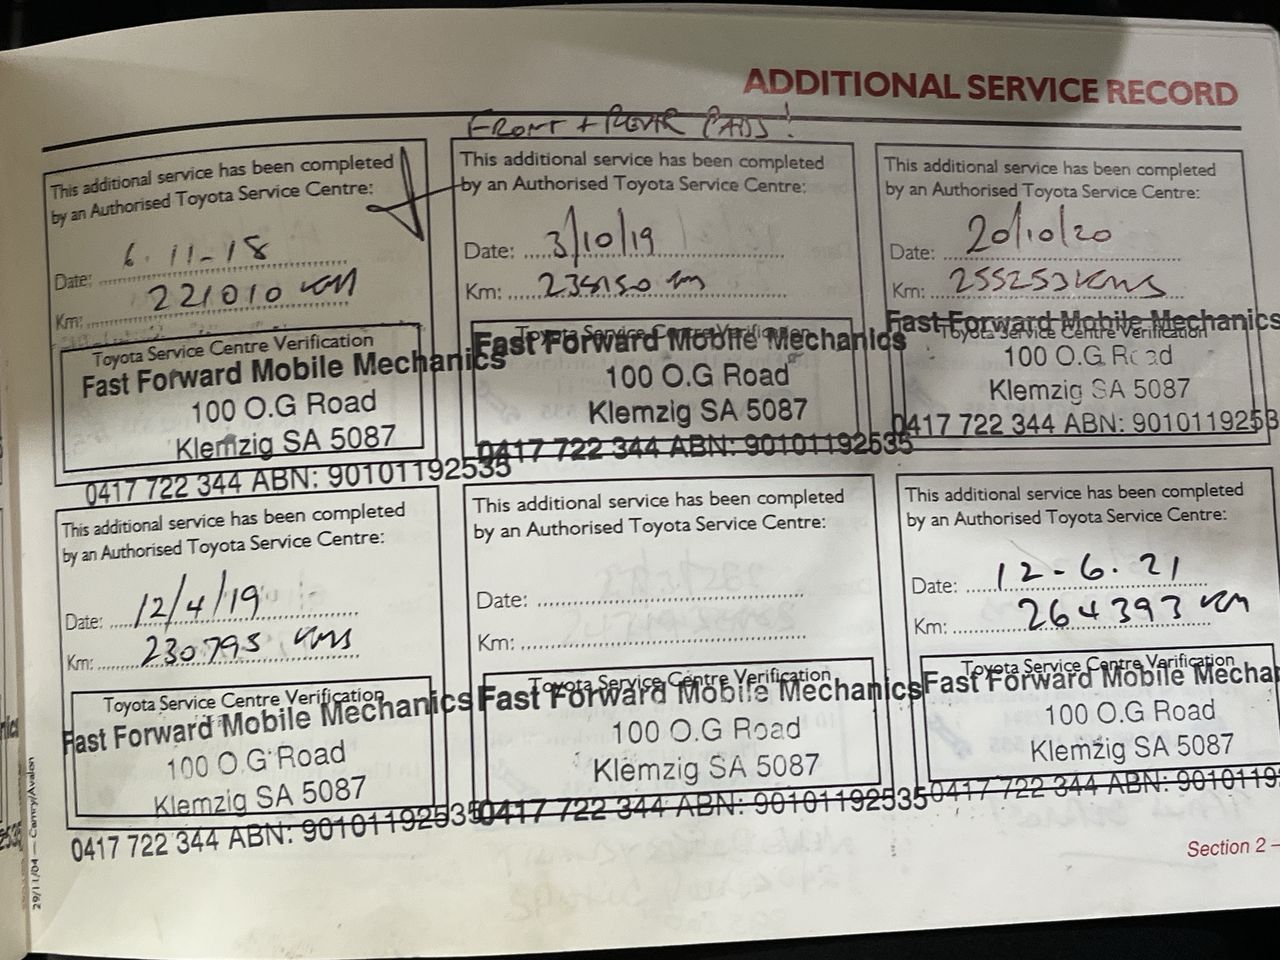 ADDITIONAL SERVICE RECORD
FRONT + REAR PADS!
This additional service has been completed
by an Authorised Toyota Service Centre:
Date: 6.11-18
Km: 221010 KM
Toyota Service Centre Verification
Fast Forward Mobile Mechanics
100 O.G Road
Klemzig SA 5087
0417 722 344 ABN: 90101192535
This additional service has been completed
by an Authorised Toyota Service Centre:
Date: 3/10/19
Km:
Toyota Service Centre Verification
Fast Forward Mobile Mechanics
100 O.G Road
Klemzig SA 5087
0417 722 344 ABN: 90101192535
This additional service has been completed
by an Authorised Toyota Service Centre:
Date: 20/10/20
Km: 255253 KMS
Toyota Service Centre Verification
Fast Forward Mobile Mechanics
100 O.G Road
Klemzig SA 5087
0417 722 344 ABN: 9010119253
This additional service has been completed
by an Authorised Toyota Service Centre:
Date: 12/4/19
Km: 230795 KMS
Toyota Service Centre Verification
Fast Forward Mobile Mechanics
100 O.G Road
Klemzig SA 5087
0417 722 344 ABN: 90101192535
This additional service has been completed
by an Authorised Toyota Service Centre:
Date:
Km:
Toyota Service Centre Verification
Fast Forward Mobile Mechanics
100 O.G Road
Klemzig SA 5087
0417 722 344 ABN: 90101192535
This additional service has been completed
by an Authorised Toyota Service Centre:
Date: 12-6.21
Km: 264393 KM
Toyota Service Centre Verification
Fast Forward Mobile Mecha
100 O.G Road
Klemzig SA 5087
0417 722 344 ABN: 9010119
Section 2 –
29/11/04 – Camry/Avalon